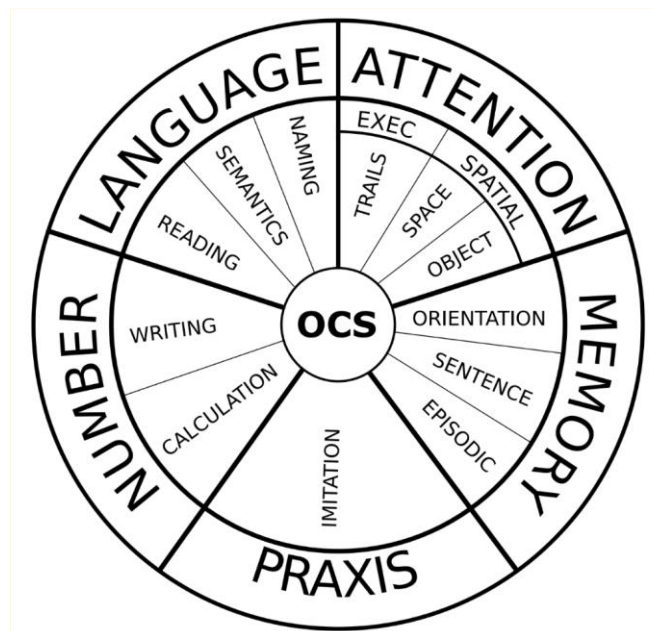 LANGUAGE
ATTENTION
MEMORY
PRAXIS
NUMBER
NAMING
SEMANTICS
READING
EXEC
TRAILS
SPATIAL
SPACE
OBJECT
ORIENTATION
SENTENCE
EPISODIC
IMITATION
CALCULATION
WRITING
OCS